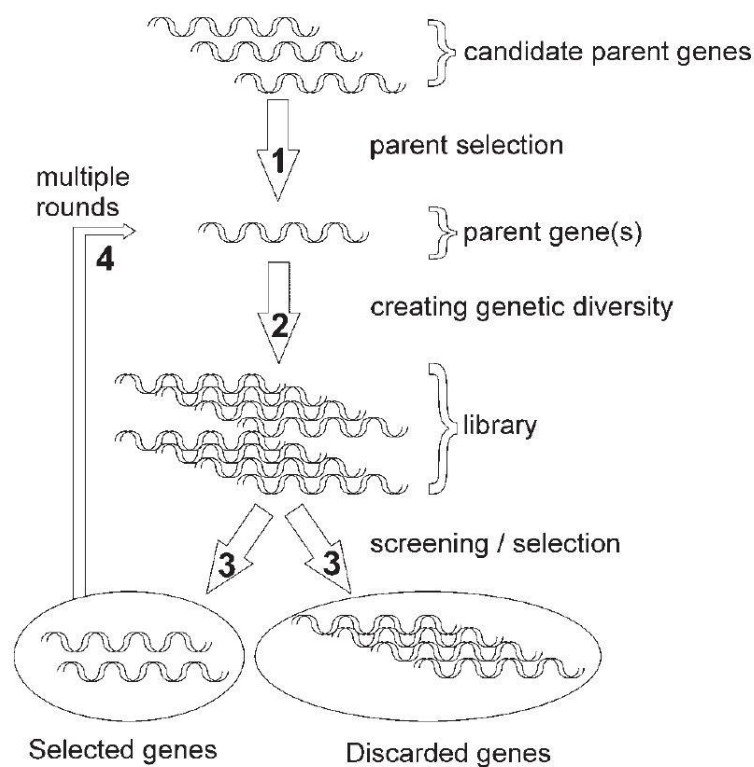 candidate parent genes
1
parent selection
multiple
rounds
4
parent gene(s)
2
creating genetic diversity
library
3
3
screening / selection
Selected genes
Discarded genes